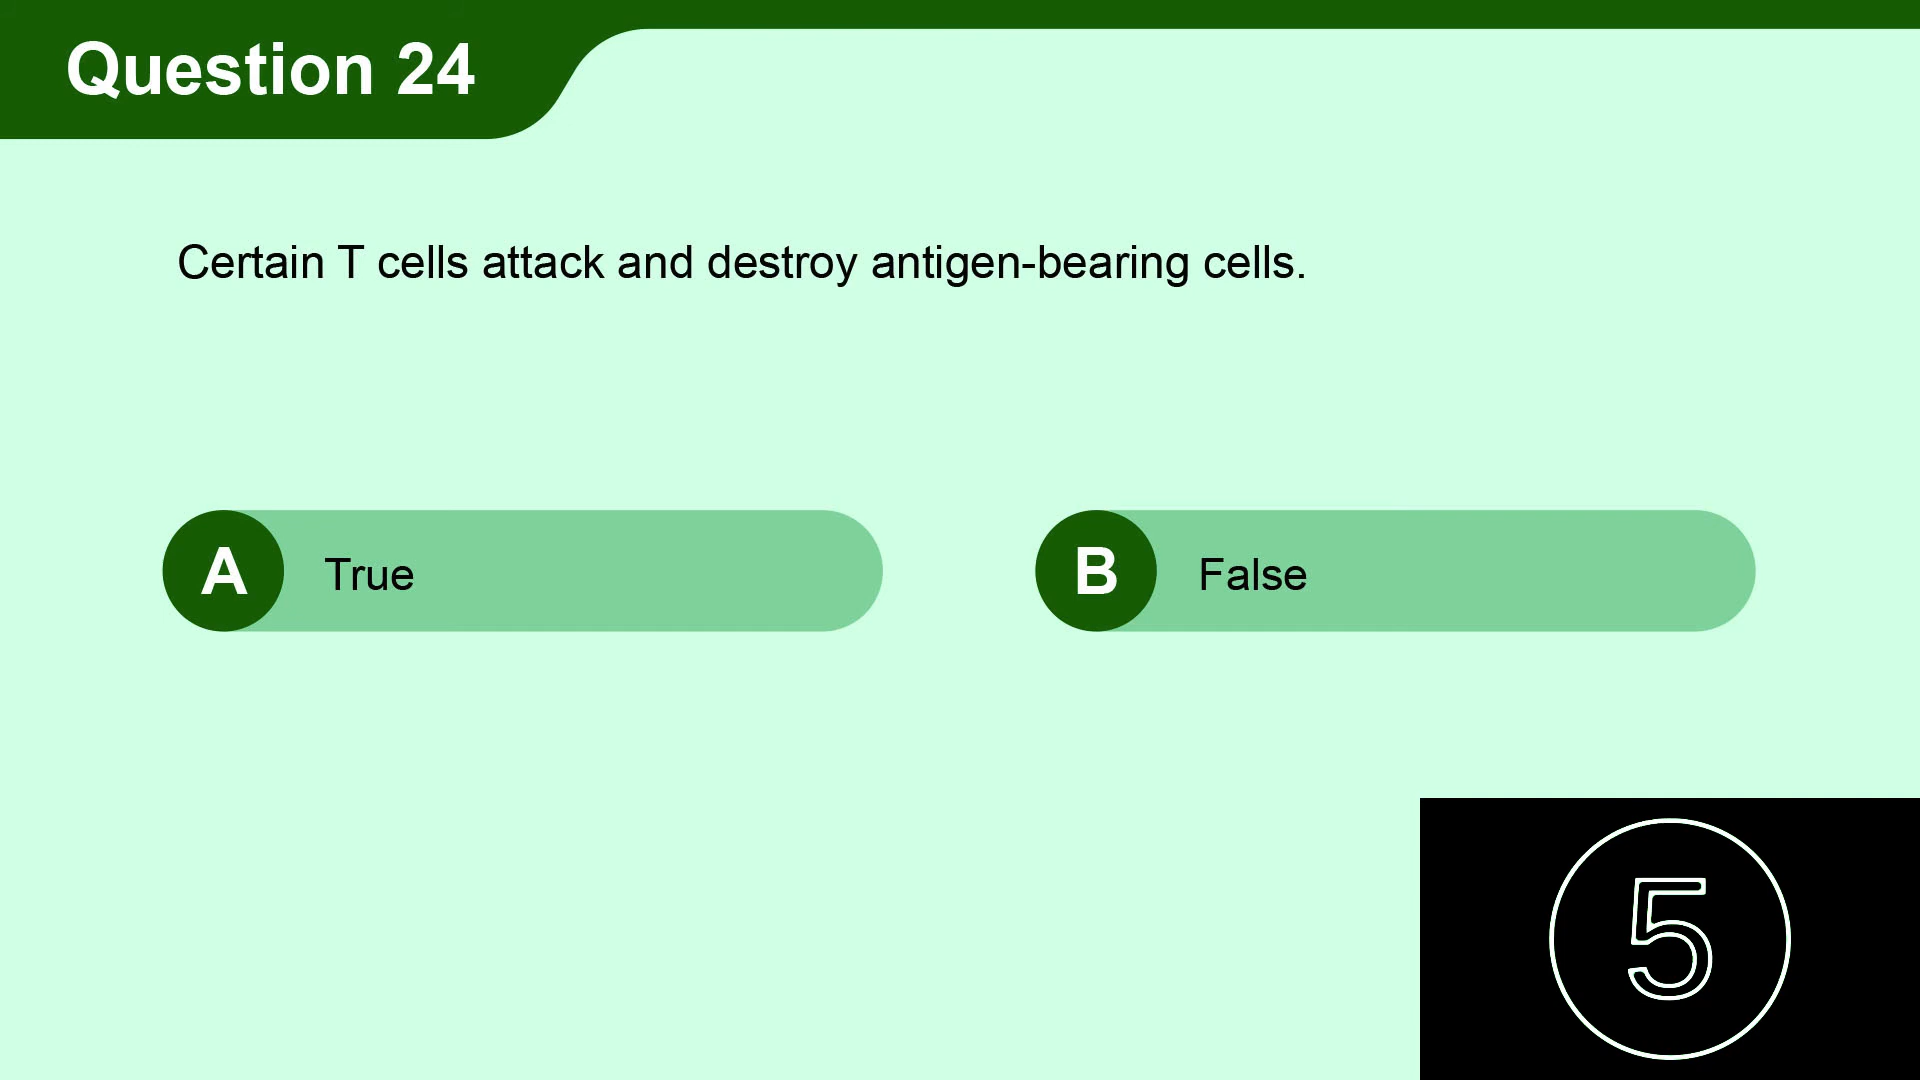 Question 24
Certain T cells attack and destroy antigen-bearing cells.
A True
B False
5